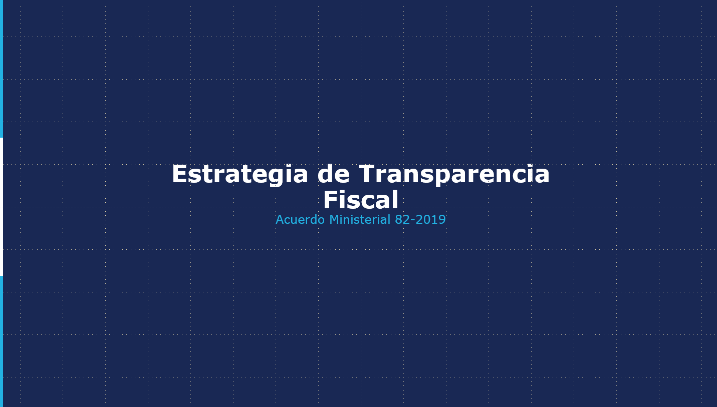 Estrategia de Transparencia
Fiscal
Acuerdo Ministerial 82-2019